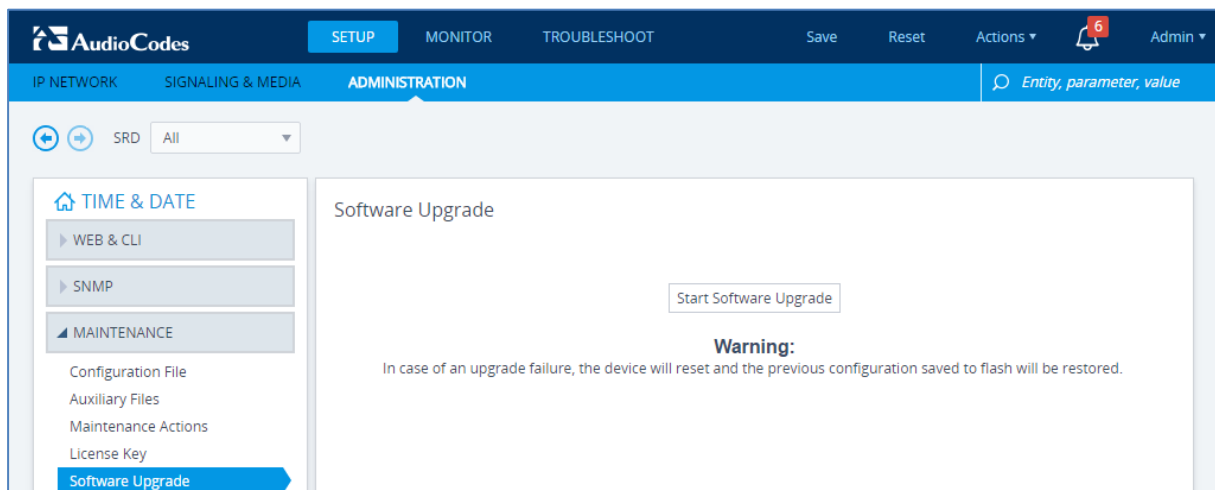 AudioCodes
SETUP MONITOR TROUBLESHOOT Save Reset Actions 6 Admin
IP NETWORK SIGNALING & MEDIA ADMINISTRATION Entity, parameter, value
SRD All
TIME & DATE
WEB & CLI
SNMP
MAINTENANCE
Configuration File
Auxiliary Files
Maintenance Actions
License Key
Software Upgrade
Software Upgrade
Start Software Upgrade
Warning:
In case of an upgrade failure, the device will reset and the previous configuration saved to flash will be restored.